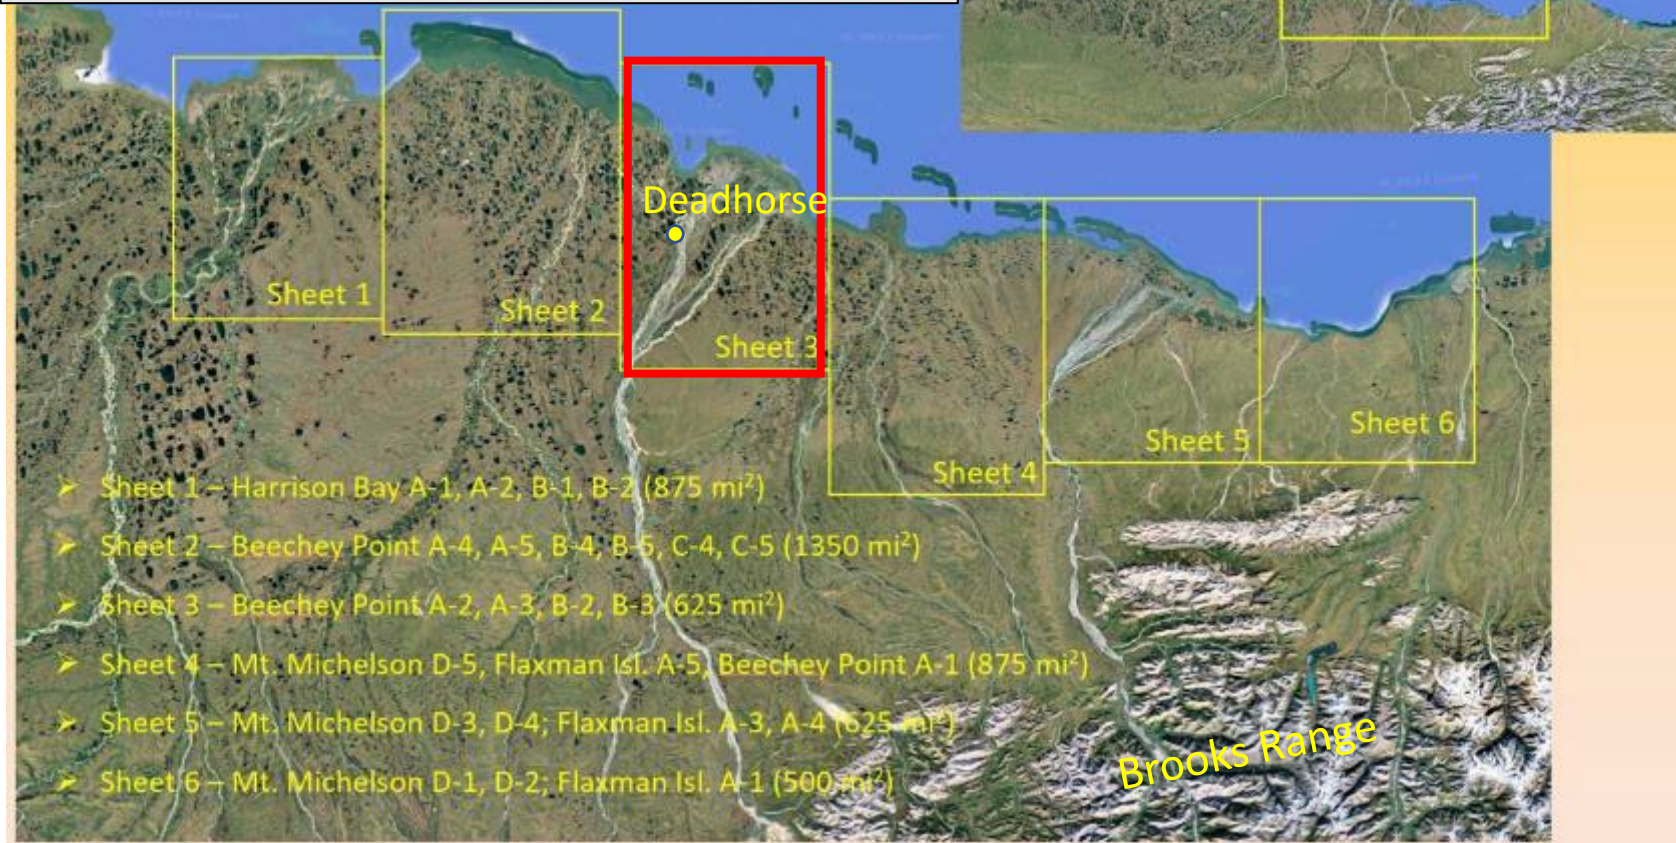 Deadhorse
Sheet 1
Sheet 2
Sheet 3
Sheet 4
Sheet 5
Sheet 6
➢ Sheet 1 – Harrison Bay A-1, A-2, B-1, B-2 (875 mi²)
➢ Sheet 2 – Beechey Point A-4, A-5, B-4, B-5, C-4, C-5 (1350 mi²)
➢ Sheet 3 – Beechey Point A-2, A-3, B-2, B-3 (625 mi²)
➢ Sheet 4 – Mt. Michelson D-5, Flaxman Isl. A-5, Beechey Point A-1 (875 mi²)
➢ Sheet 5 – Mt. Michelson D-3, D-4; Flaxman Isl. A-3, A-4 (625 mi²)
➢ Sheet 6 – Mt. Michelson D-1, D-2; Flaxman Isl. A-1 (500 mi²)
Brooks Range